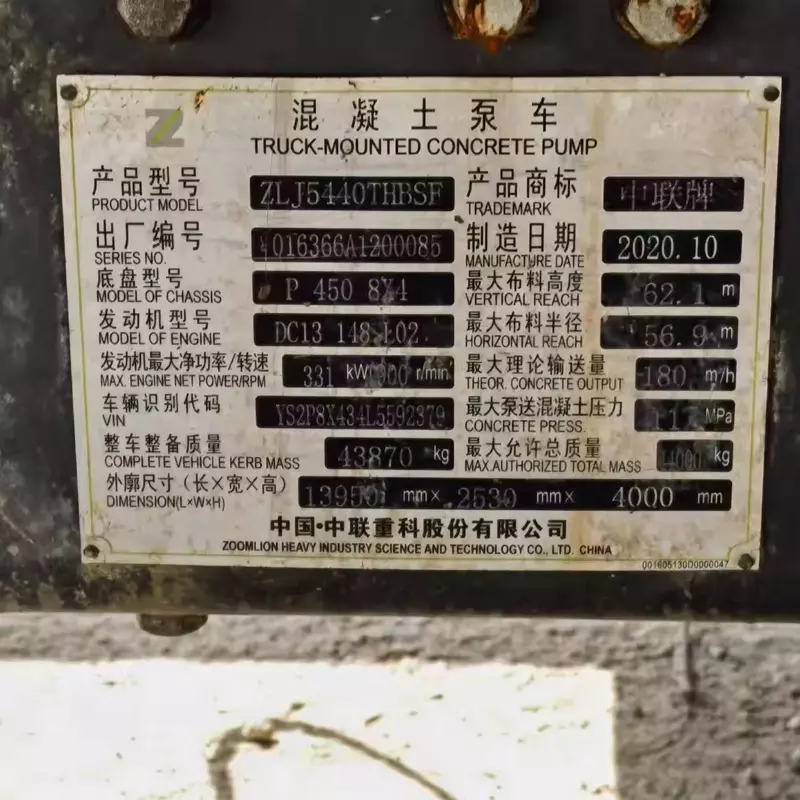 混凝土泵车
TRUCK-MOUNTED CONCRETE PUMP
产品型号 ZLJ5440THBSF 产品商标 中联牌
PRODUCT MODEL TRADEMARK
出厂编号 016366A1200085 制造日期 2020.10
SERIES NO. MANUFACTURE DATE
底盘型号 P 450 8X4 最大布料高度 62.1 m
MODEL OF CHASSIS VERTICAL REACH
发动机型号 DC13 148 L02 最大布料半径 56.9 m
MODEL OF ENGINE HORIZONTAL REACH
发动机最大净功率/转速 331 kW r/min 最大理论输送量 180 m/h
MAX. ENGINE NET POWER/RPM THEOR. CONCRETE OUTPUT
车辆识别代码 YS2P8X434L5592379 最大泵送混凝土压力 MPa
VIN CONCRETE PRESS.
整车整备质量 43870 kg 最大允许总质量 kg
COMPLETE VEHICLE KERB MASS MAX.AUTHORIZED TOTAL MASS
外廓尺寸（长×宽×高） 13950 mm× 2530 mm× 4000 mm
DIMENSION(L×W×H)
中国·中联重科股份有限公司
ZOOMLION HEAVY INDUSTRY SCIENCE AND TECHNOLOGY CO., LTD. CHINA
001605130D0000047